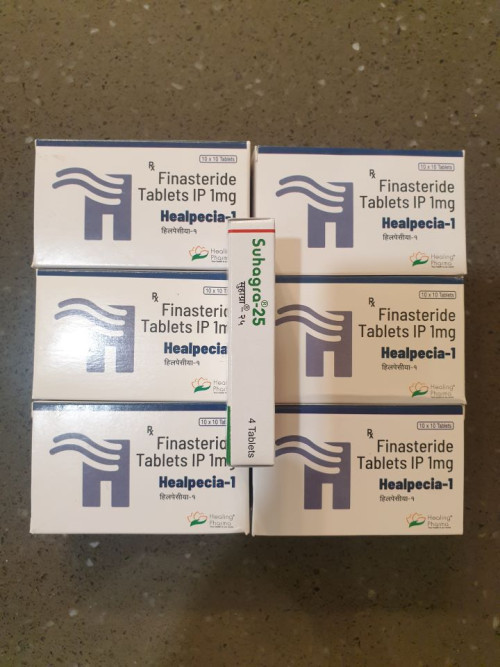 10 x 10 Tablets
Rx Finasteride
Tablets IP 1mg
Healpecia-1
हिलपेसीया-१
Healing
Pharma
10 x 10 Tablets
Rx Finasteride
Tablets IP 1mg
Healpecia-1
हिलपेसीया-१
Healing
Pharma
10 x 10
Rx Finasteride
Tablets IP 1m
Healpecia-1
हिलपेसीया-१
Healing
Pharma
10 x 10 Tablets
Rx Finasteride
Tablets IP 1mg
Healpecia-1
हिलपेसीया-१
Healing
Pharma
10 x 10
Rx Finasteride
Tablets IP 1mg
Healpecia-1
हिलपेसीया-१
Healing
Pharma
10 x 10 Tablets
Rx Finasteride
Tablets IP 1mg
Healpecia-1
हिलपेसीया-१
Healing
Pharma
Suhagra®-25
सुहाग्रा®-२५
4 Tablets